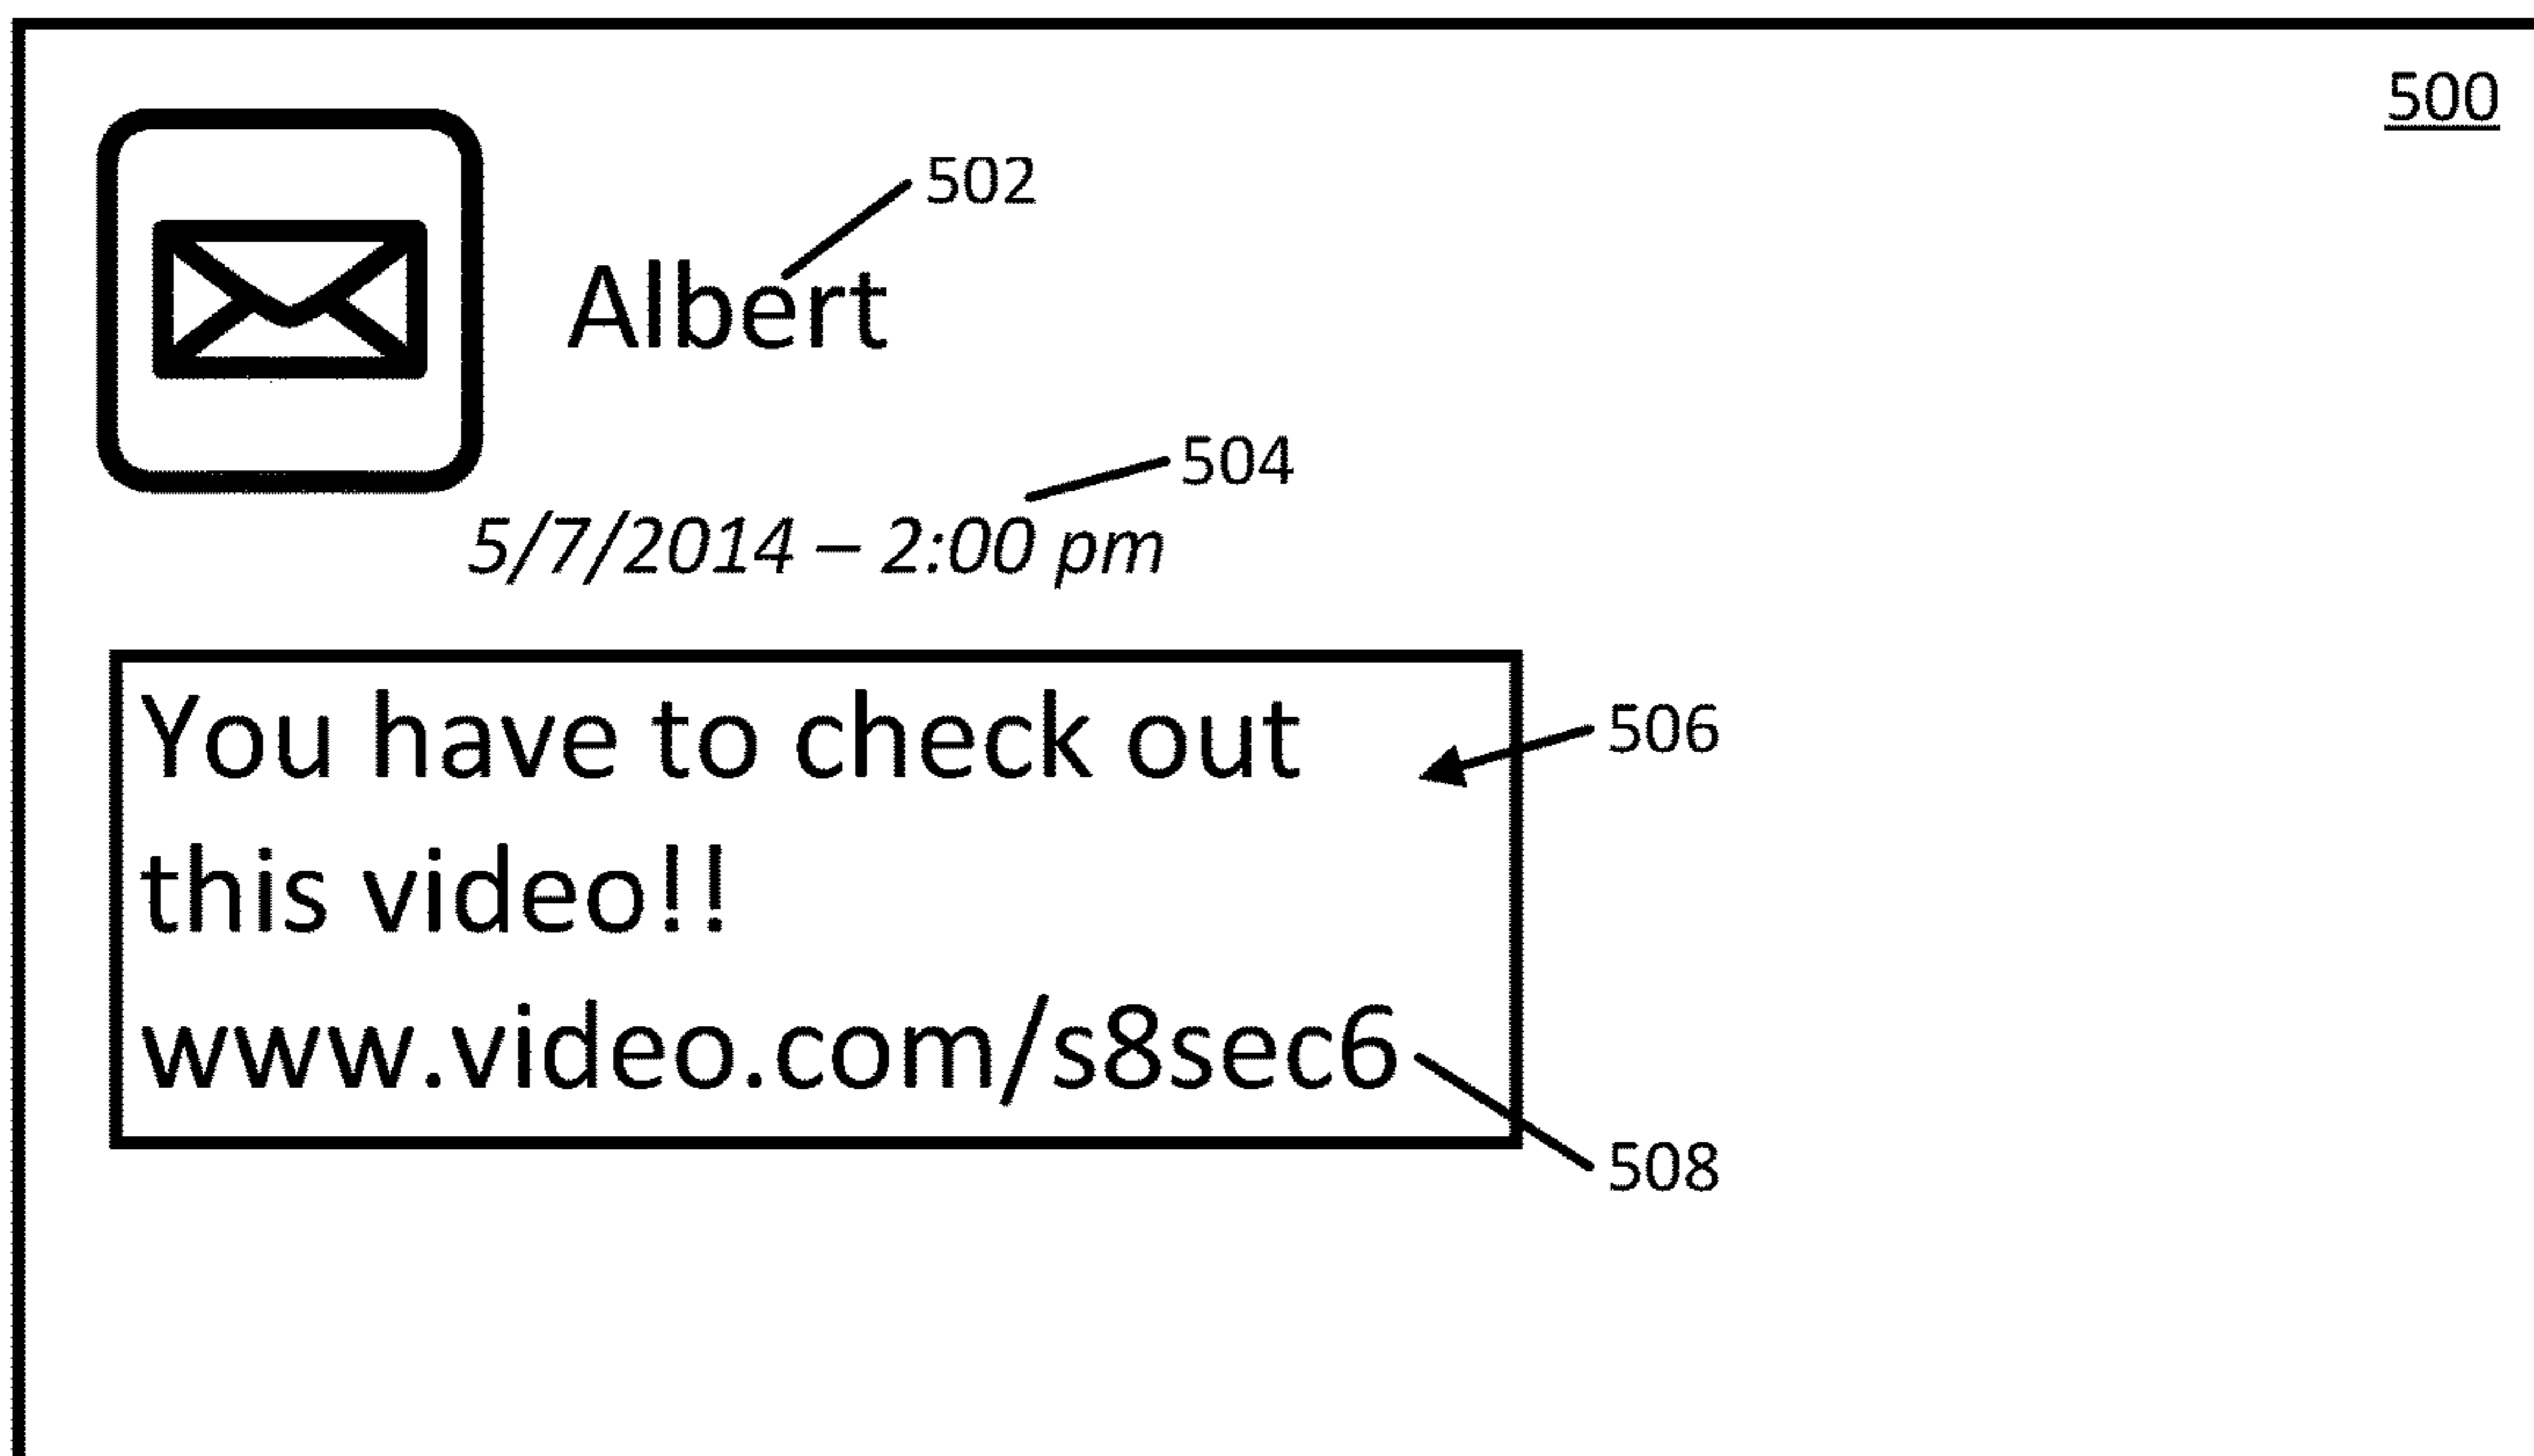 500
502
Albert
504
5/7/2014 – 2:00 pm
You have to check out
506
this video!!
www.video.com/s8sec6
508